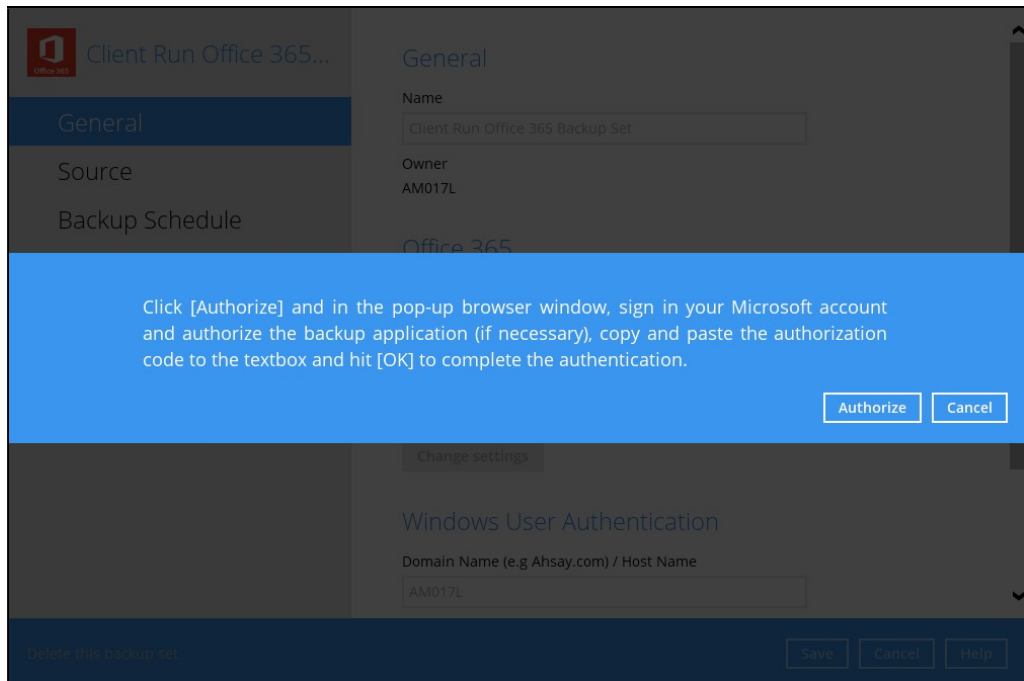 Office 365
Client Run Office 365...
General
Source
Backup Schedule
General
Name
Client Run Office 365 Backup Set
Owner
AM017L
Office 365
Click [Authorize] and in the pop-up browser window, sign in your Microsoft account
and authorize the backup application (if necessary), copy and paste the authorization
code to the textbox and hit [OK] to complete the authentication.
Authorize Cancel
Change settings
Windows User Authentication
Domain Name (e.g Ahsay.com) / Host Name
AM017L
Delete this backup set
Save Cancel Help